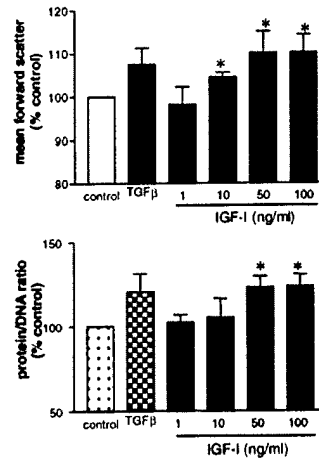 mean forward scatter
(% control)
120
110
100
90
80
* * *
control TGFβ 1 10 50 100
IGF-I (ng/ml)
protein/DNA ratio
(% control)
150
125
100
50
* *
control TGFβ 1 10 50 100
IGF-I (ng/ml)